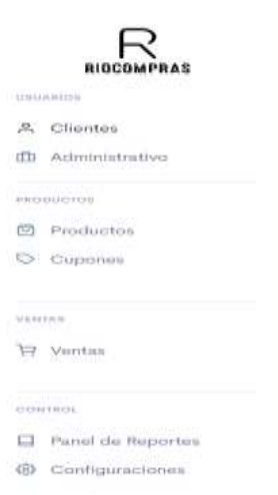 R
RIOCOMPRAS
USUARIOS
Clientes
Administrativo
PRODUCTOS
Productos
Cupones
VENTAS
Ventas
CONTROL
Panel de Reportes
Configuraciones